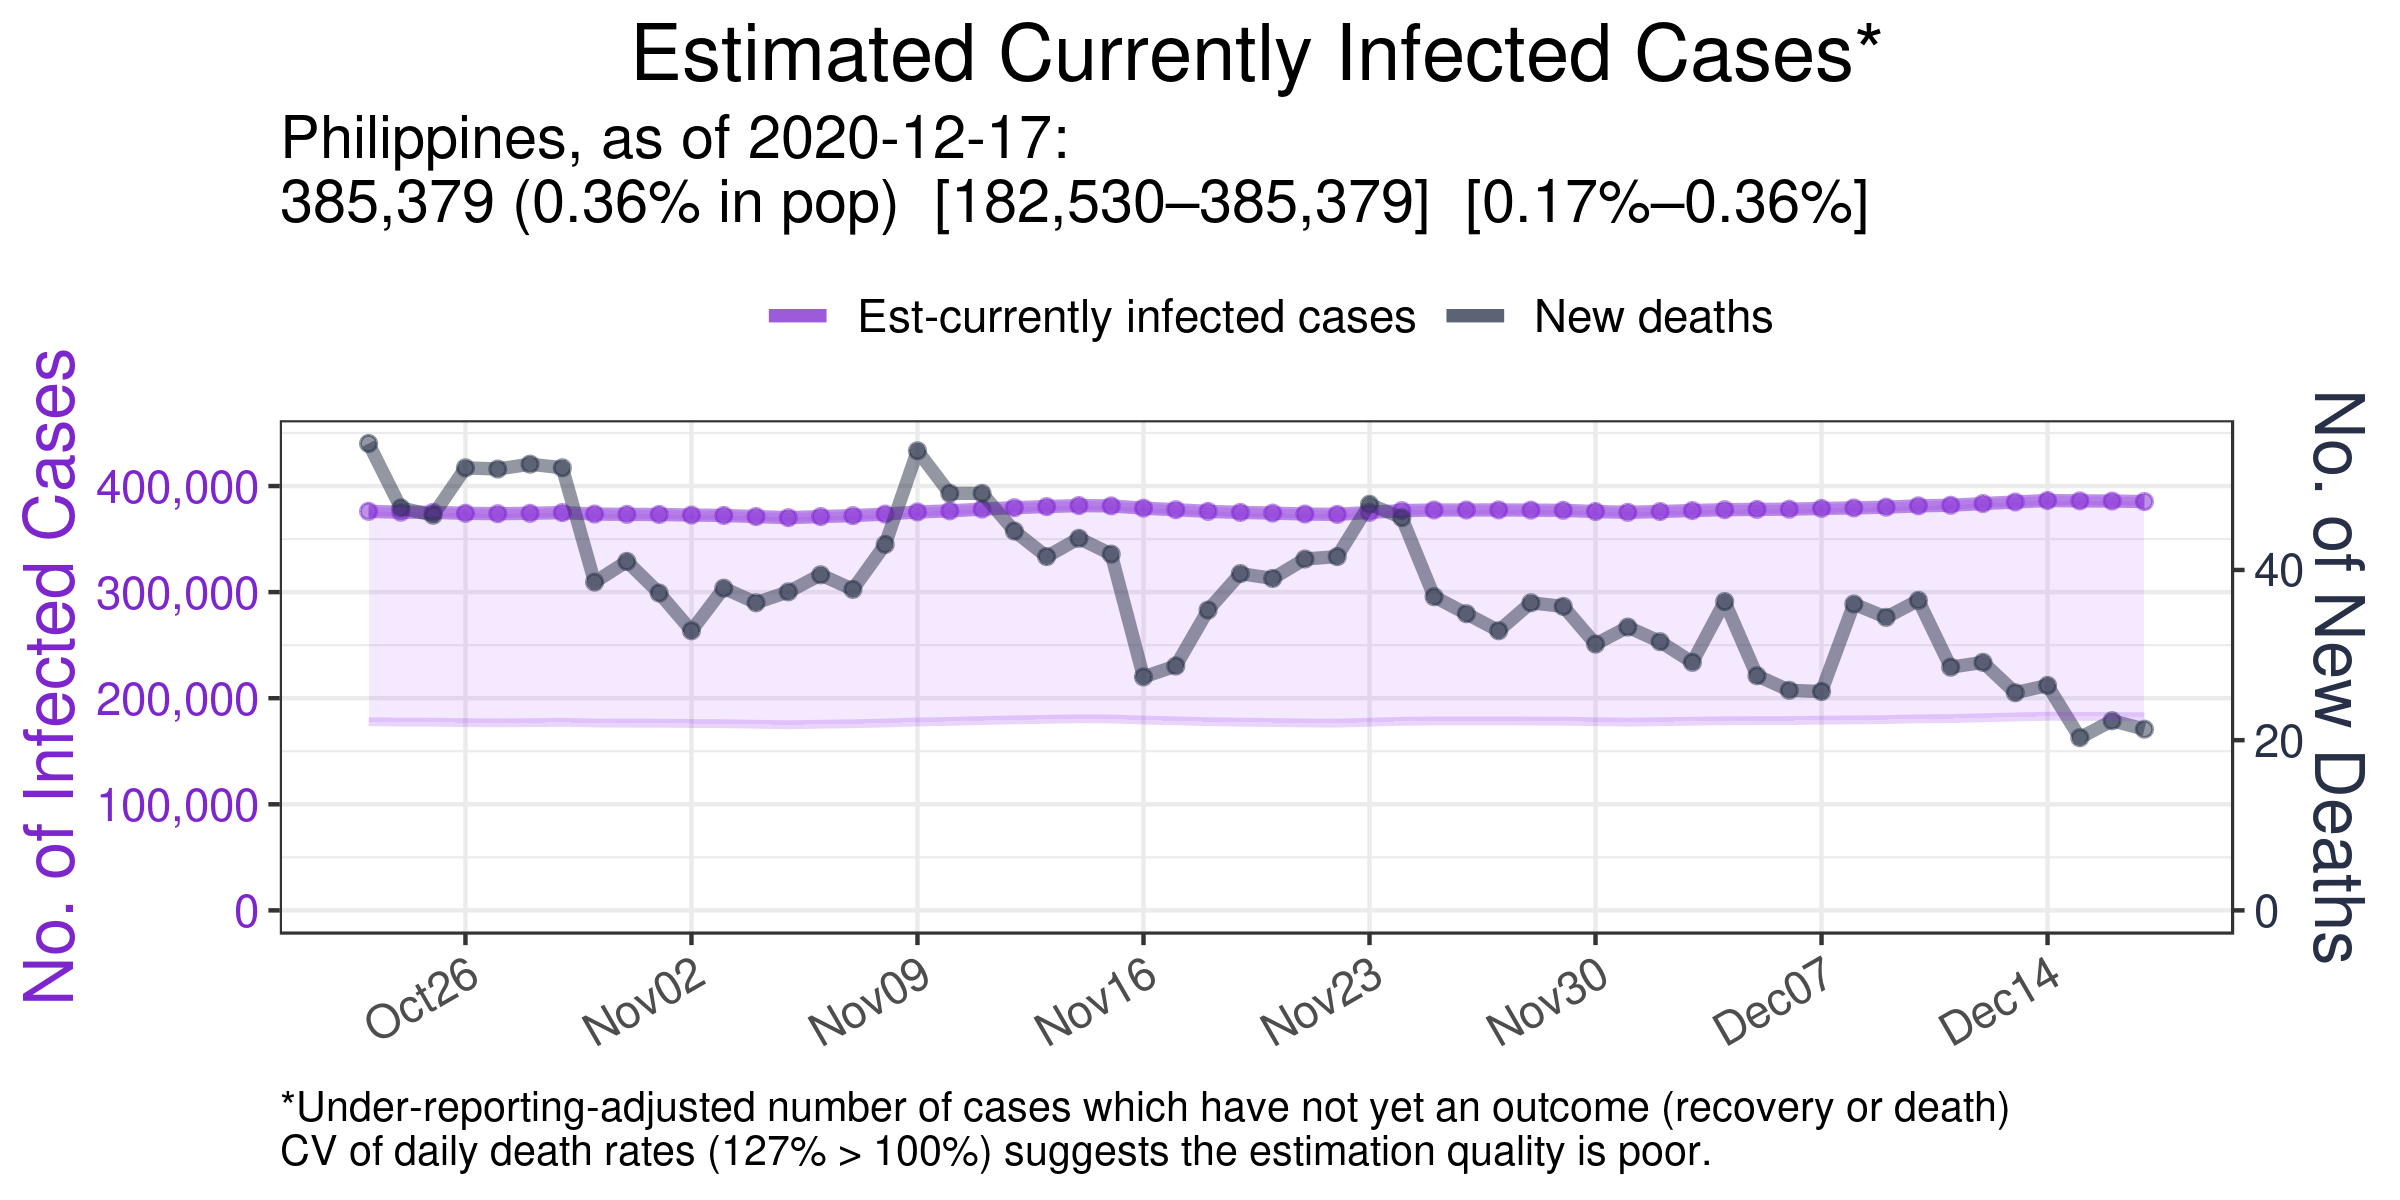 Estimated Currently Infected Cases*
Philippines, as of 2020-12-17:
385,379 (0.36% in pop)  [182,530–385,379]  [0.17%–0.36%]
Est-currently infected cases
New deaths
No. of Infected Cases
400,000
300,000
200,000
100,000
0
No. of New Deaths
40
20
0
Oct26
Nov02
Nov09
Nov16
Nov23
Nov30
Dec07
Dec14
*Under-reporting-adjusted number of cases which have not yet an outcome (recovery or death)
CV of daily death rates (127% > 100%) suggests the estimation quality is poor.